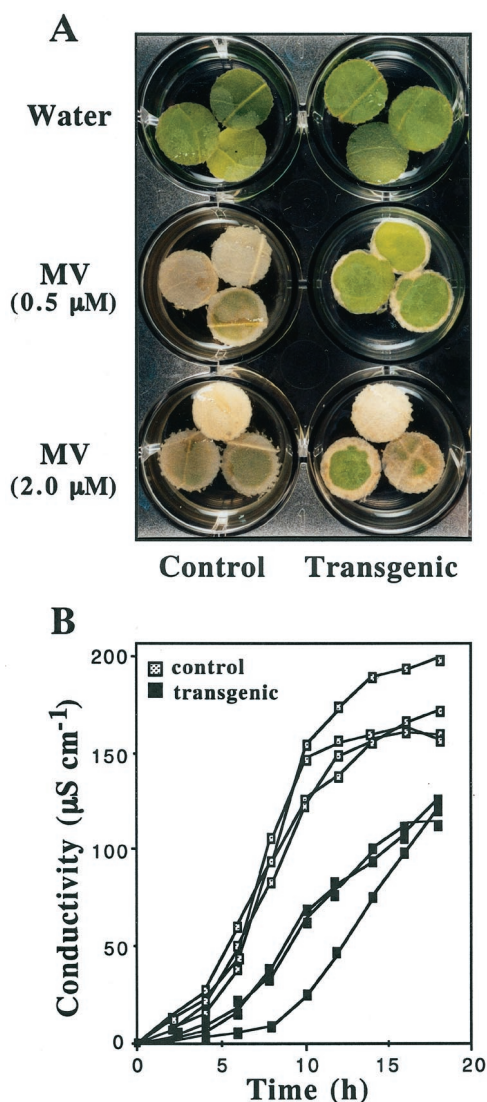 A
Water
MV
(0.5 µM)
MV
(2.0 µM)
Control Transgenic
B
200
control
transgenic
150
100
50
0
Conductivity (µS cm⁻¹)
0 5 10 15 20
Time (h)